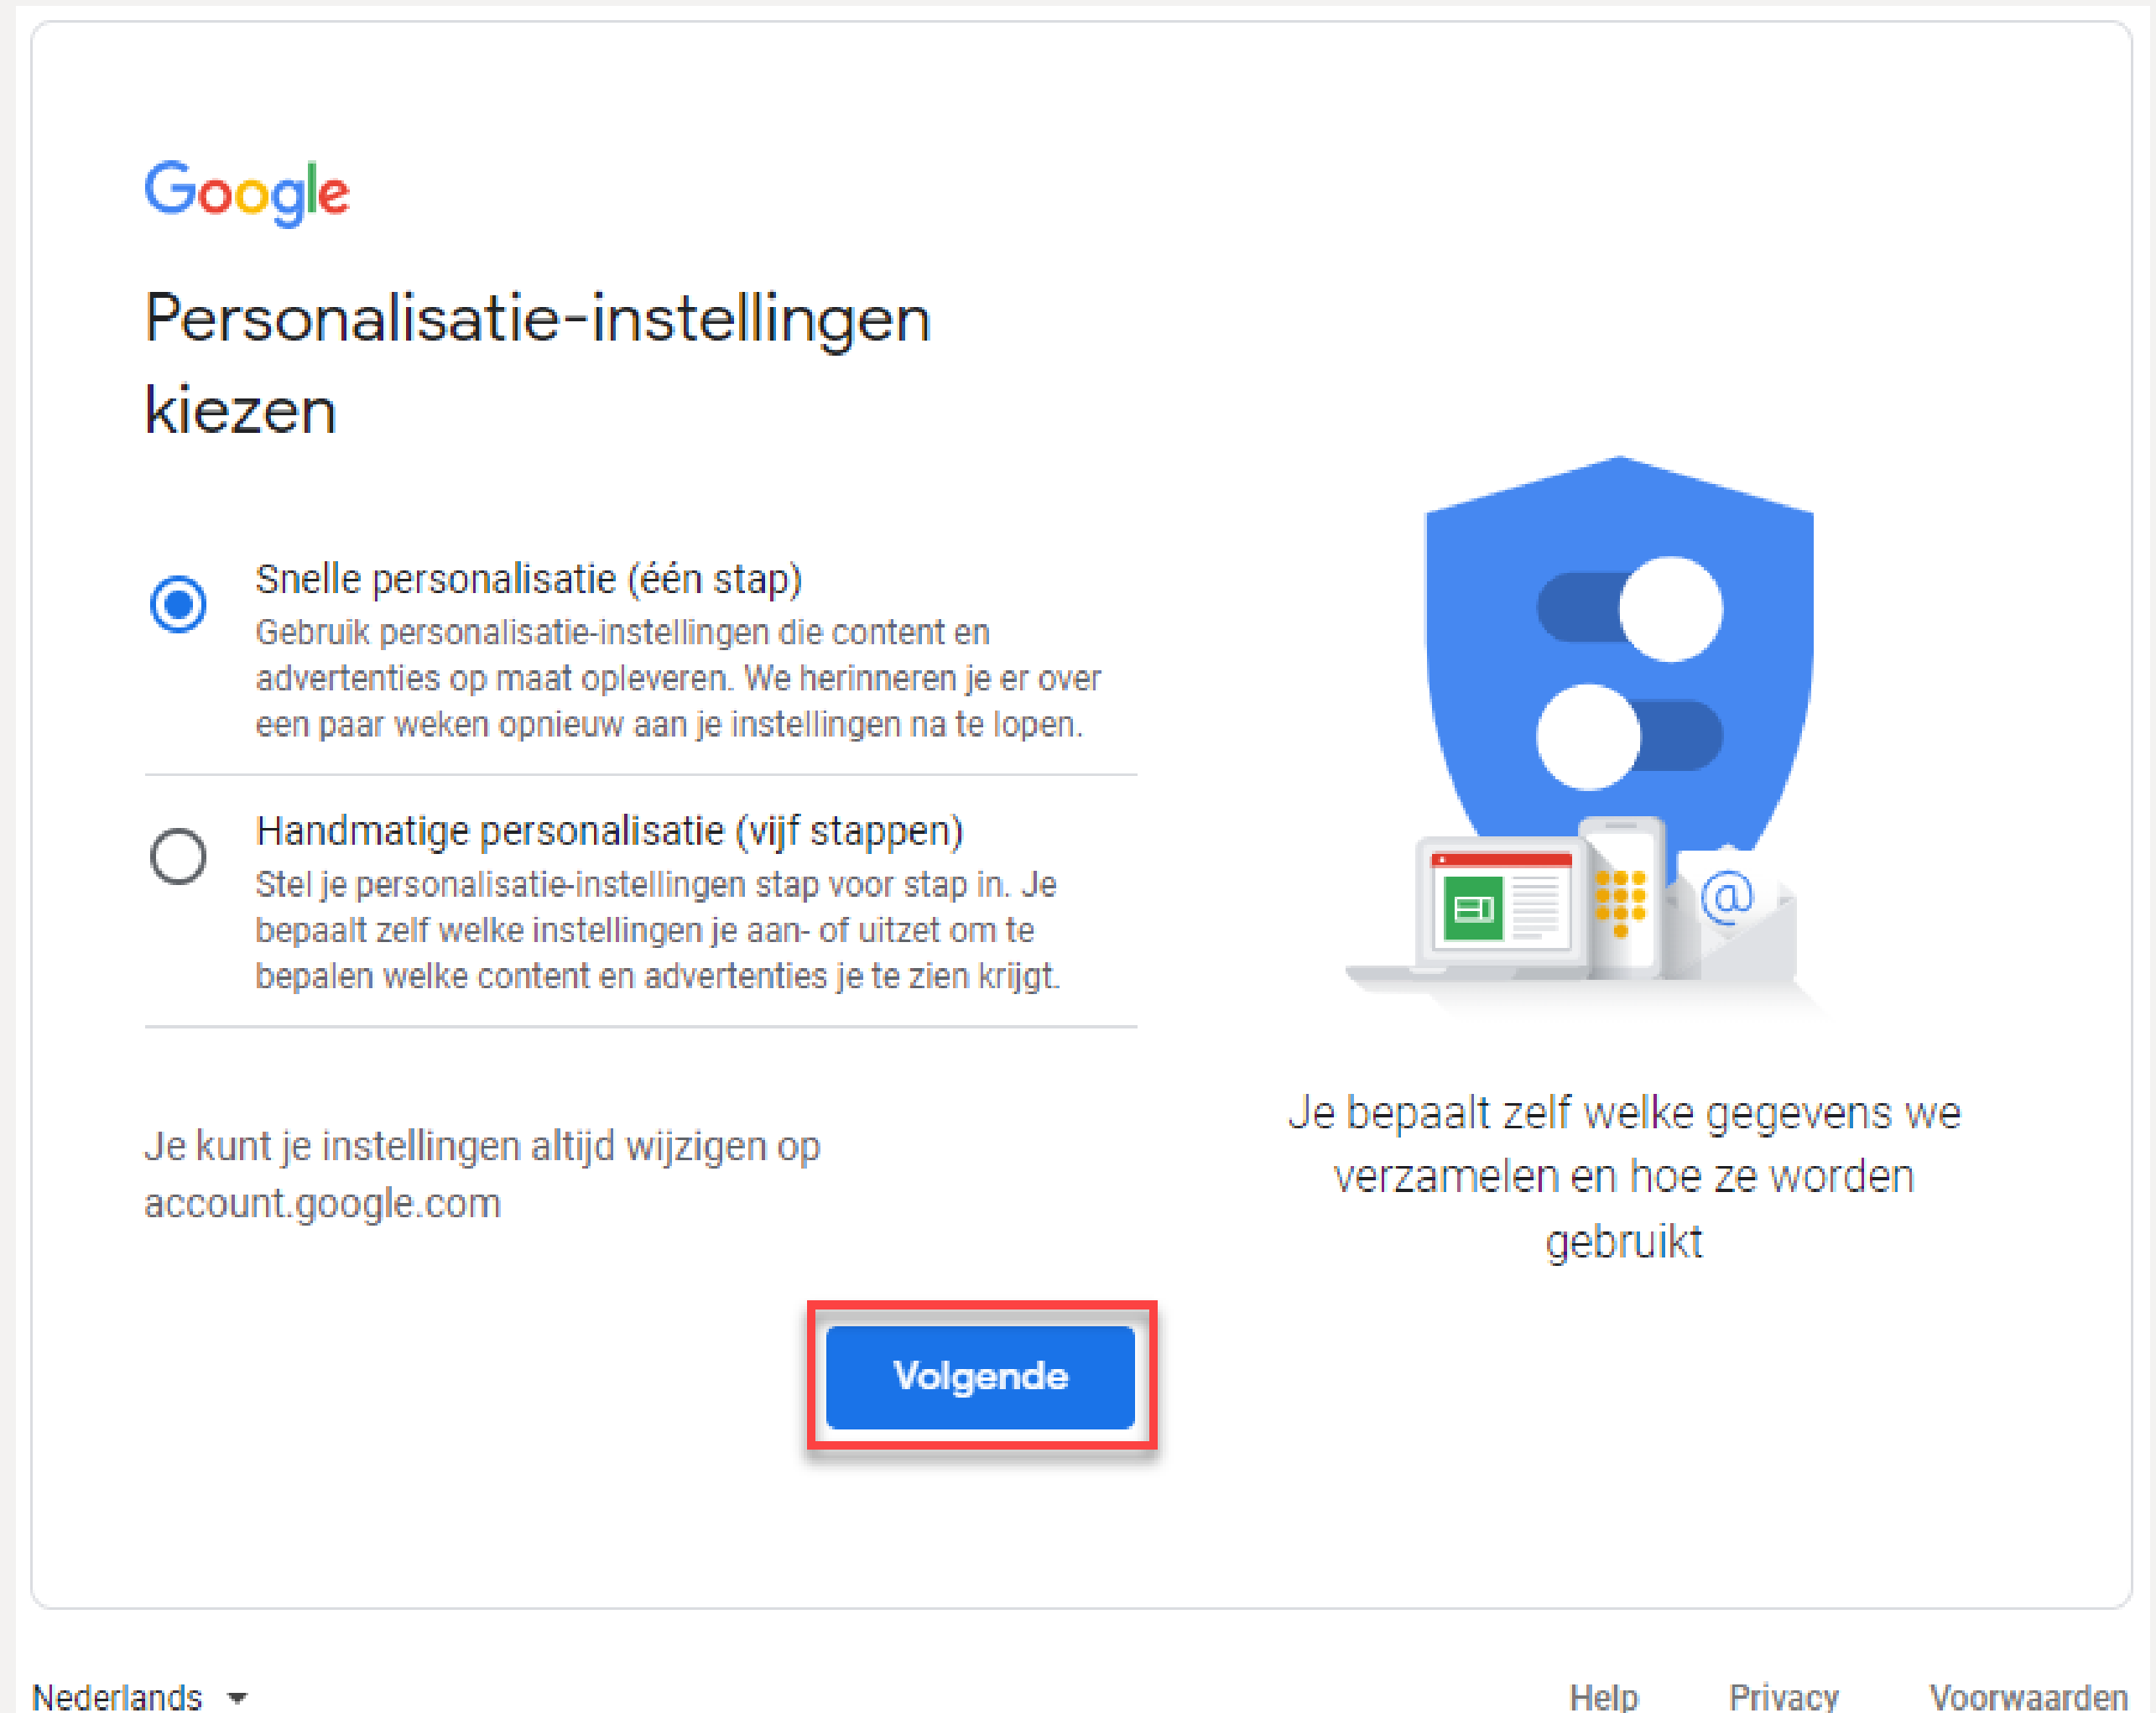 Google
Personalisatie-instellingen
kiezen
Snelle personalisatie (één stap)
Gebruik personalisatie-instellingen die content en
advertenties op maat opleveren. We herinneren je er over
een paar weken opnieuw aan je instellingen na te lopen.
Handmatige personalisatie (vijf stappen)
Stel je personalisatie-instellingen stap voor stap in. Je
bepaalt zelf welke instellingen je aan- of uitzet om te
bepalen welke content en advertenties je te zien krijgt.
Je kunt je instellingen altijd wijzigen op
account.google.com
Volgende
@
Je bepaalt zelf welke gegevens we
verzamelen en hoe ze worden
gebruikt
Nederlands
Help Privacy Voorwaarden